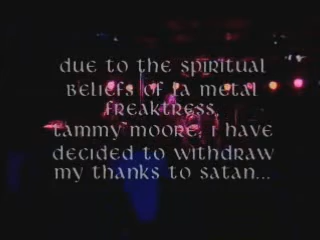 due to the spiritual
beliefs of la metal
freaktress,
tammy moore, i have
decided to withdraw
my thanks to satan...